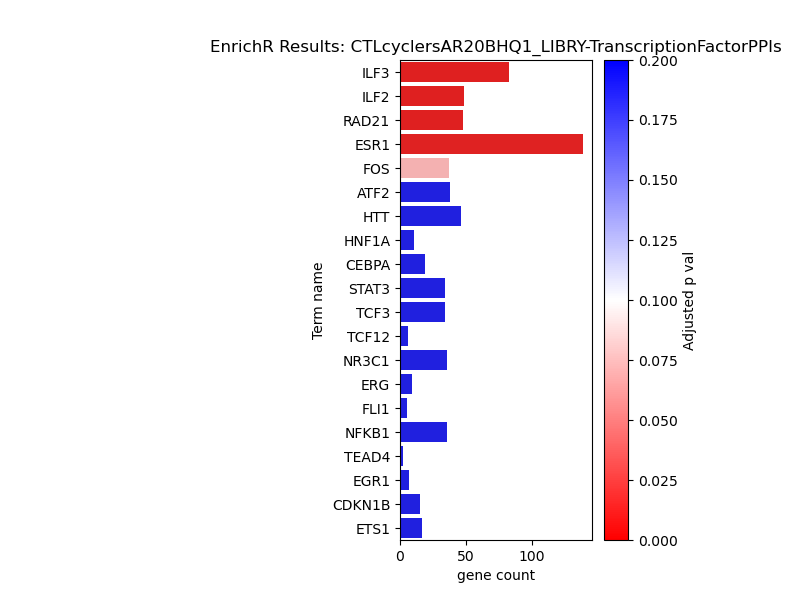 EnrichR Results: CTLcyclersAR20BHQ1_LIBRY-TranscriptionFactorPPIs
Term name
ILF3
ILF2
RAD21
ESR1
FOS
ATF2
HTT
HNF1A
CEBPA
STAT3
TCF3
TCF12
NR3C1
ERG
FLI1
NFKB1
TEAD4
EGR1
CDKN1B
ETS1
0 50 100
gene count
0.200
0.175
0.150
0.125
0.100
0.075
0.050
0.025
0.000
Adjusted p val